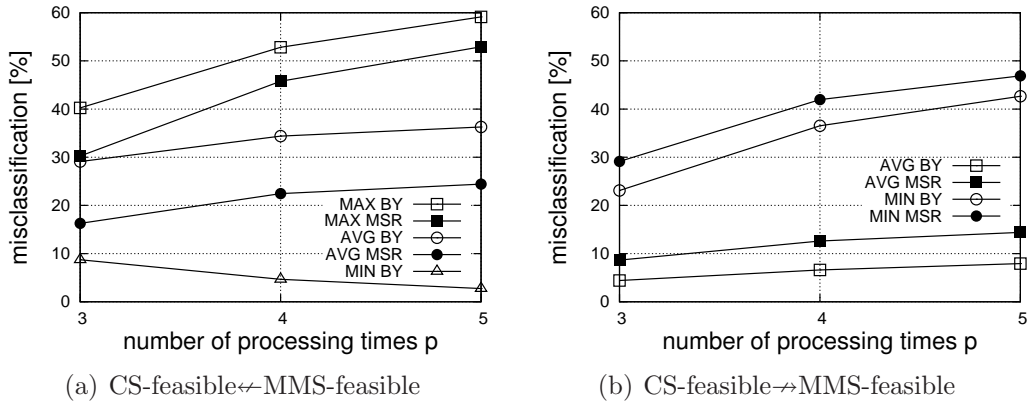 misclassification [%]
60
50
40
30
20
10
0
MAX BY
MAX MSR
AVG BY
AVG MSR
MIN BY
3
4
5
number of processing times p
(a) CS-feasible↚MMS-feasible
misclassification [%]
60
50
40
30
20
10
0
AVG BY
AVG MSR
MIN BY
MIN MSR
3
4
5
number of processing times p
(b) CS-feasible↛MMS-feasible